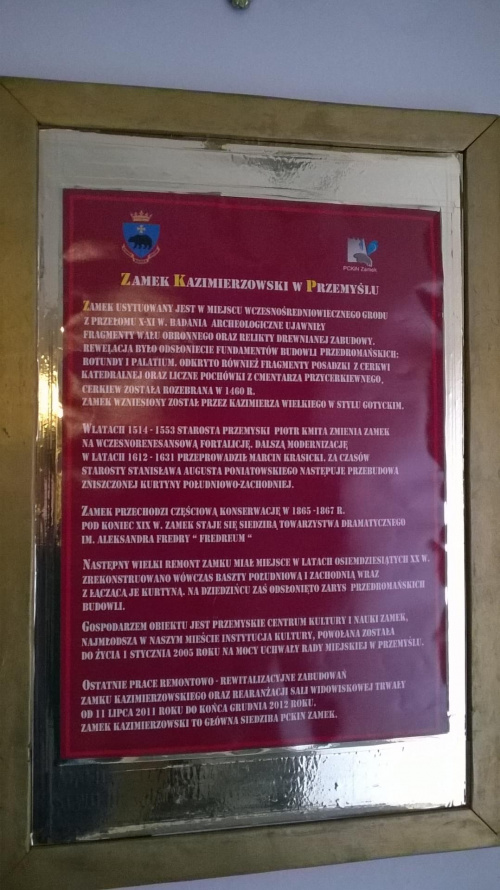 PCKiN Zamek
Zamek Kazimierzowski w Przemyślu
Zamek usytuowany jest w miejscu wczesnośredniowiecznego grodu
z przełomu X-XI w. Badania archeologiczne ujawniły
fragmenty wału obronnego oraz relikty drewnianej zabudowy.
Rewelacją było odsłoniecie fundamentów budowli przedromańskich:
rotundy i palatium. Odkryto również fragmenty posadzki z cerkwi
katedralnej oraz liczne pochówki z cmentarza przycerkiewnego,
cerkiew została rozebrana w 1460 r.
Zamek wzniesiony został przez Kazimierza Wielkiego w stylu gotyckim.
Wlatach 1514 - 1553 starosta przemyski Piotr Kmita zmienia zamek
na wczesnorenesansową fortalicję. Dalszą modernizację
w latach 1612 - 1631 przeprowadził Marcin Krasicki. Za czasów
starosty Stanisława Augusta Poniatowskiego następuje przebudowa
zniszczonej kurtyny południowo-zachodniej.
Zamek przechodzi częściową konserwację w 1865 -1867 r.
Pod koniec XIX w. zamek staje się siedzibą Towarzystwa Dramatycznego
im. Aleksandra Fredry “ Fredreum “
Następny wielki remont zamku miał miejsce w latach osiemdziesiątych XX w.
Zrekonstruowano wówczas baszty południową i zachodnią wraz
z łączącą je kurtyną. Na dziedzińcu zaś odsłonięto zarys przedromańskich
budowli.
Gospodarzem obiektu jest Przemyskie Centrum Kultury i Nauki ZAMEK,
najmłodsza w naszym mieście instytucja kultury, powołana została
do życia 1 stycznia 2005 roku na mocy uchwały Rady Miejskiej w Przemyślu.
Ostatnie prace remontowo - rewitalizacyjne zabudowań
Zamku Kazimierzowskiego oraz rearanżacji sali widowiskowej trwały
od 11 lipca 2011 roku do końca grudnia 2012 roku.
Zamek Kazimierzowski to główna siedziba PCKiN ZAMEK.